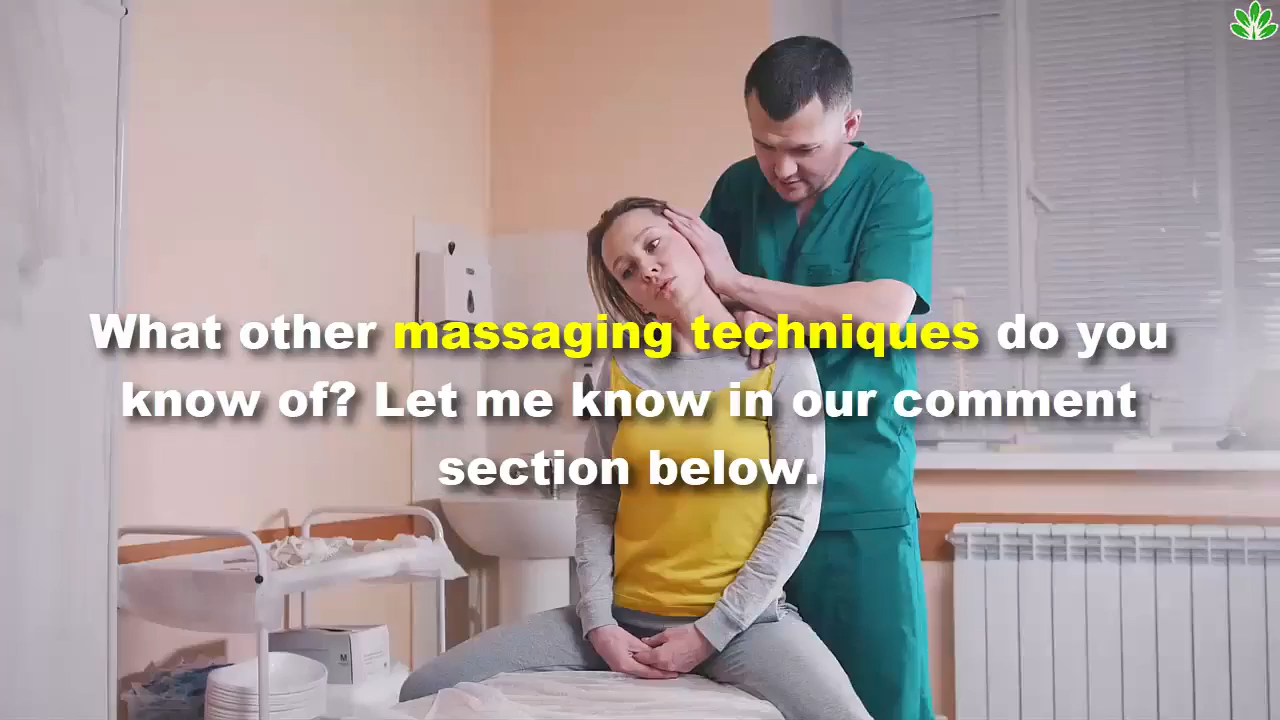 What other massaging techniques do you
know of? Let me know in our comment
section below.
M